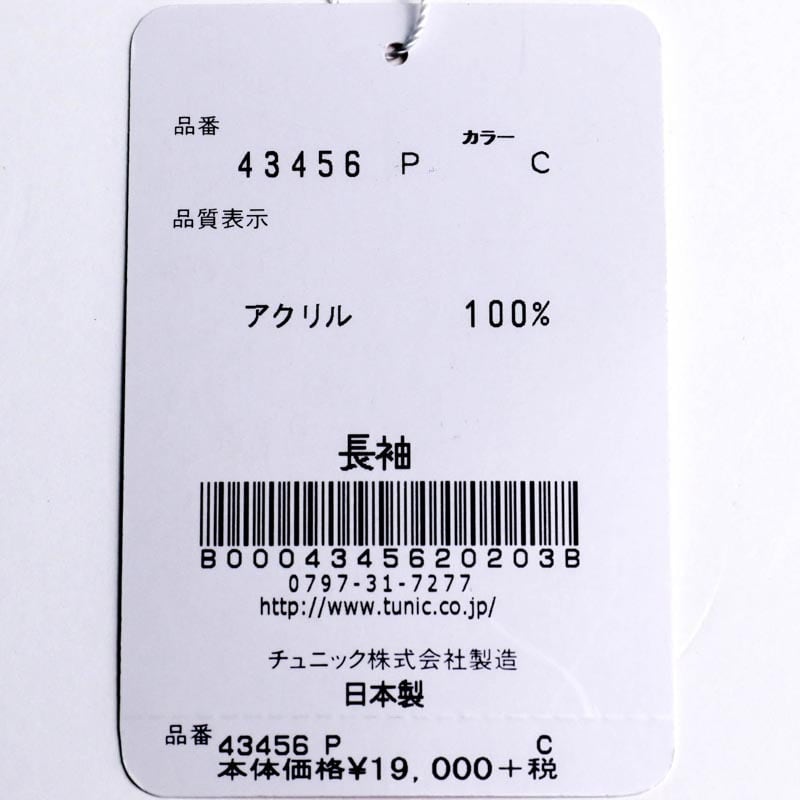 品番 カラー
43456 P C
品質表示
アクリル 100%
長袖
B0004345620203B
0797-31-7277
http://www.tunic.co.jp/
チュニック株式会社製造
日本製
品番 43456 P C
本体価格¥19,000+税